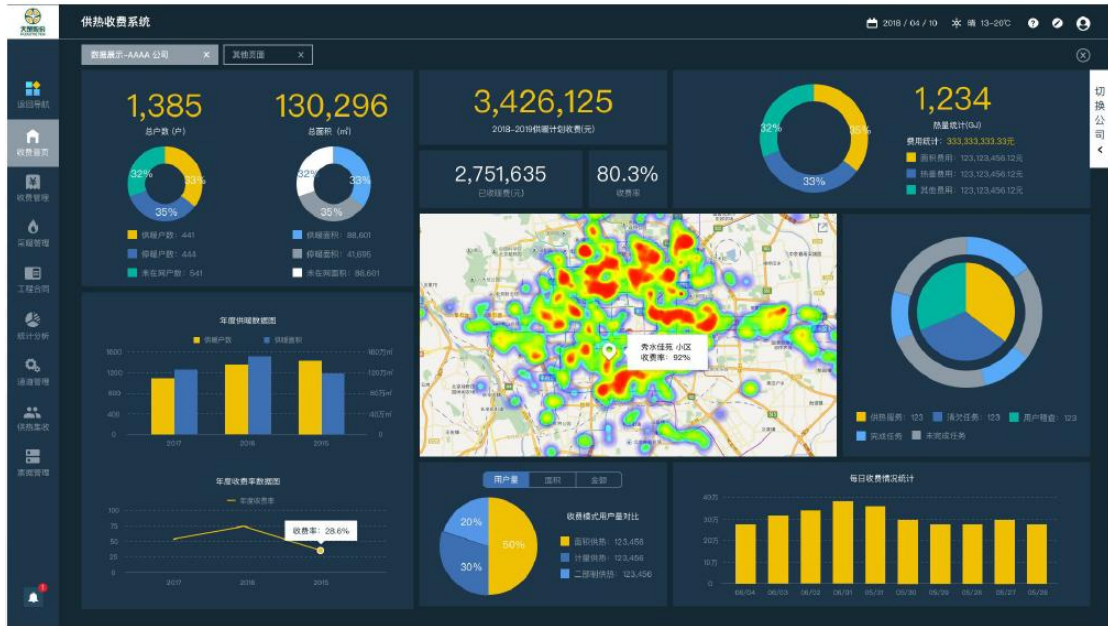 供热收费系统
2018 / 04 / 10
晴 13-20℃
数据展示-AAAA 公司
其他页面
返回导航
收费首页
收费管理
采暖管理
工程合同
统计分析
通道管理
供热集收
票据管理
1
切换公司
1,385
总户数 (户)
130,296
总面积 (㎡)
32%
33%
35%
32%
33%
35%
供暖户数: 441
停暖户数: 444
未在网户数: 541
供暖面积: 88,601
停暖面积: 41,695
未在网面积: 88,601
3,426,125
2018-2019供暖计划收费(元)
2,751,635
已收暖费(元)
80.3%
收费率
32%
35%
33%
1,234
热量统计(GJ)
费用统计: 333,333,333.33元
面积费用: 123,123,456.12元
热量费用: 123,123,456.12元
其他费用: 123,123,456.12元
年度供暖数据图
供暖户数
供暖面积
1600
1200
800
400
0
160万㎡
120万㎡
80万㎡
40万㎡
0
2017
2016
2015
年度收费率数据图
年度收费率
100
75
50
25
0
收费率: 28.6%
2017
2016
2015
秀水佳苑 小区
收费率: 92%
供热服务: 123
清欠任务: 123
用户稽查: 123
完成任务
未完成任务
用户量
面积
金额
收费模式用户量对比
20%
50%
30%
面积供热: 123,456
计量供热: 123,456
二部制供热: 123,456
每日收费情况统计
40万
30万
20万
10万
0
06/04
06/03
06/02
06/01
05/31
05/30
05/29
05/28
05/27
05/26